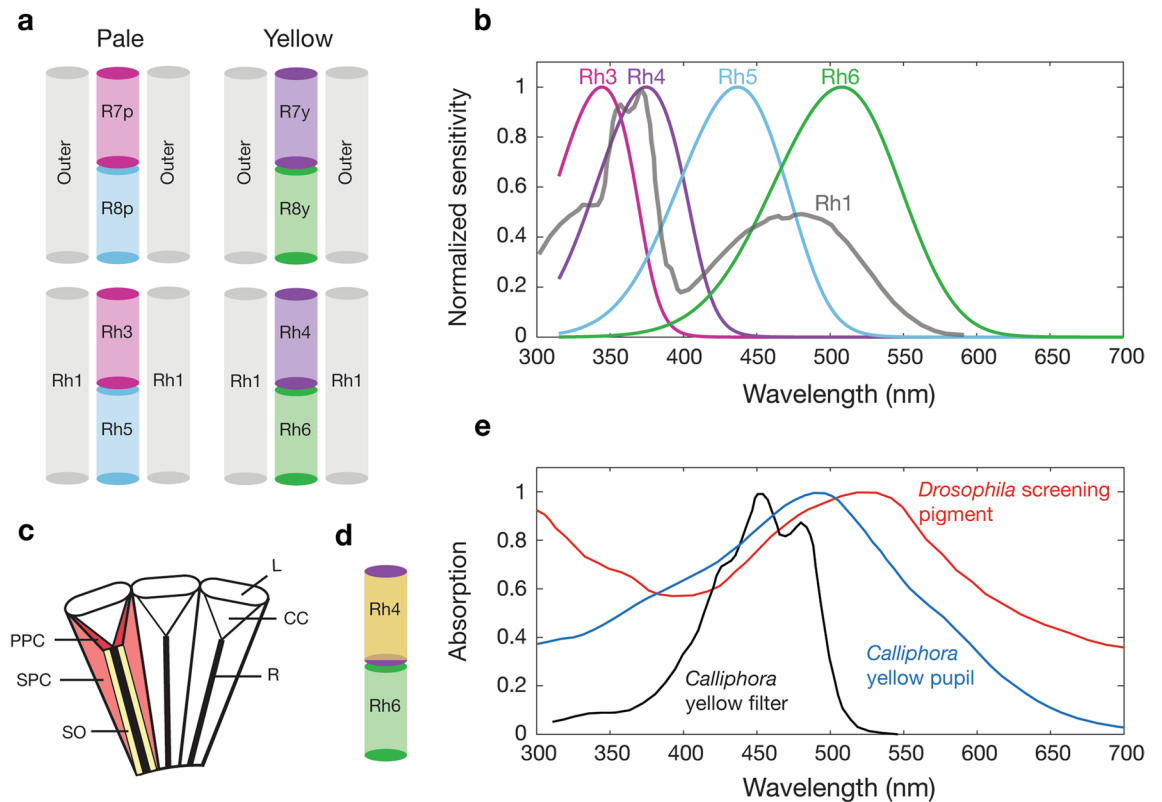 a
Pale
Yellow
Outer
R7p
R8p
Outer
Outer
R7y
R8y
Outer
Rh1
Rh3
Rh5
Rh1
Rh1
Rh4
Rh6
Rh1
b
Rh3
Rh4
Rh5
Rh6
Rh1
Normalized sensitivity
1
0.8
0.6
0.4
0.2
0
300
350
400
450
500
550
600
650
700
Wavelength (nm)
c
L
CC
R
PPC
SPC
SO
d
Rh4
Rh6
e
Drosophila screening
pigment
Calliphora
yellow pupil
Calliphora
yellow filter
Absorption
1
0.8
0.6
0.4
0.2
0
300
350
400
450
500
550
600
650
700
Wavelength (nm)